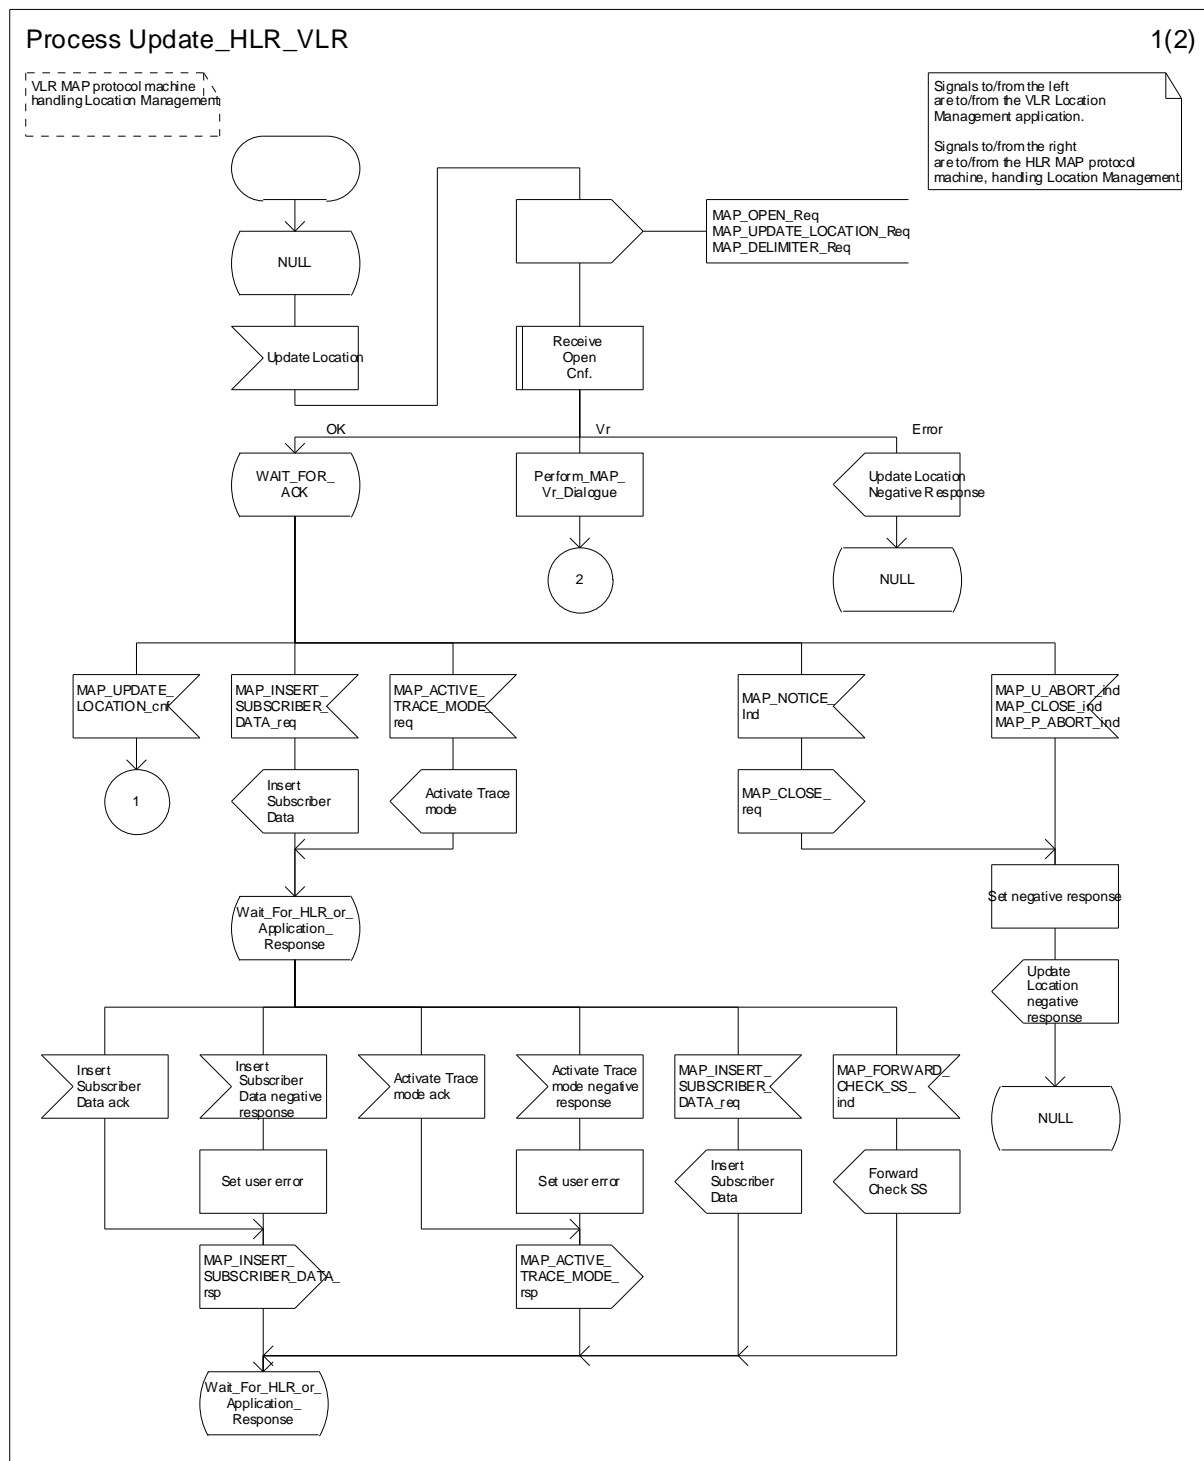 Process Update_HLR_VLR
1(2)
VLR MAP protocol machine
handling Location Management
Signals to/from the left
are to/from the VLR Location
Management application.
Signals to/from the right
are to/from the HLR MAP protocol
machine, handling Location Management.
NULL
MAP_OPEN_Req
MAP_UPDATE_LOCATION_Req
MAP_DELIMITER_Req
Update Location
Receive
Open
Cnf.
OK
Vr
Error
WAIT_FOR_
ACK
Perform_MAP_
Vr_Dialogue
Update Location
Negative Response
2
NULL
MAP_UPDATE_
LOCATION_cnf
MAP_INSERT_
SUBSCRIBER_
DATA_req
MAP_ACTIVE_
TRACE_MODE_
req
MAP_NOTICE_
Ind
MAP_U_ABORT_ind
MAP_CLOSE_ind
MAP_P_ABORT_ind
1
Insert
Subscriber
Data
Activate Trace
mode
MAP_CLOSE_
req
Set negative response
Wait_For_HLR_or_
Application_
Response
Update
Location
negative
response
Insert
Subscriber
Data ack
Insert
Subscriber
Data negative
response
Activate Trace
mode ack
Activate Trace
mode negative
response
MAP_INSERT_
SUBSCRIBER_
DATA_req
MAP_FORWARD_
CHECK_SS_
ind
NULL
Set user error
Set user error
Insert
Subscriber
Data
Forward
Check SS
MAP_INSERT_
SUBSCRIBER_DATA_
rsp
MAP_ACTIVE_
TRACE_MODE_
rsp
Wait_For_HLR_or_
Application_
Response